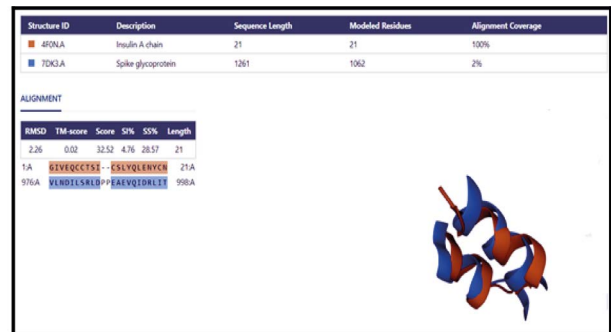 Structure ID Description Sequence Length Modeled Residues Alignment Coverage
4F0N.A Insulin A chain 21 21 100%
7DK3.A Spike glycoprotein 1261 1062 2%
ALIGNMENT
RMSD TM-score Score SI% SS% Length
2.26 0.02 32.52 4.76 28.57 21
1:A GIVEQCCTSI--CSLYQLENYCN 21:A
976:A VLNDILSRLDPPEAEVQIDRLIT 998:A